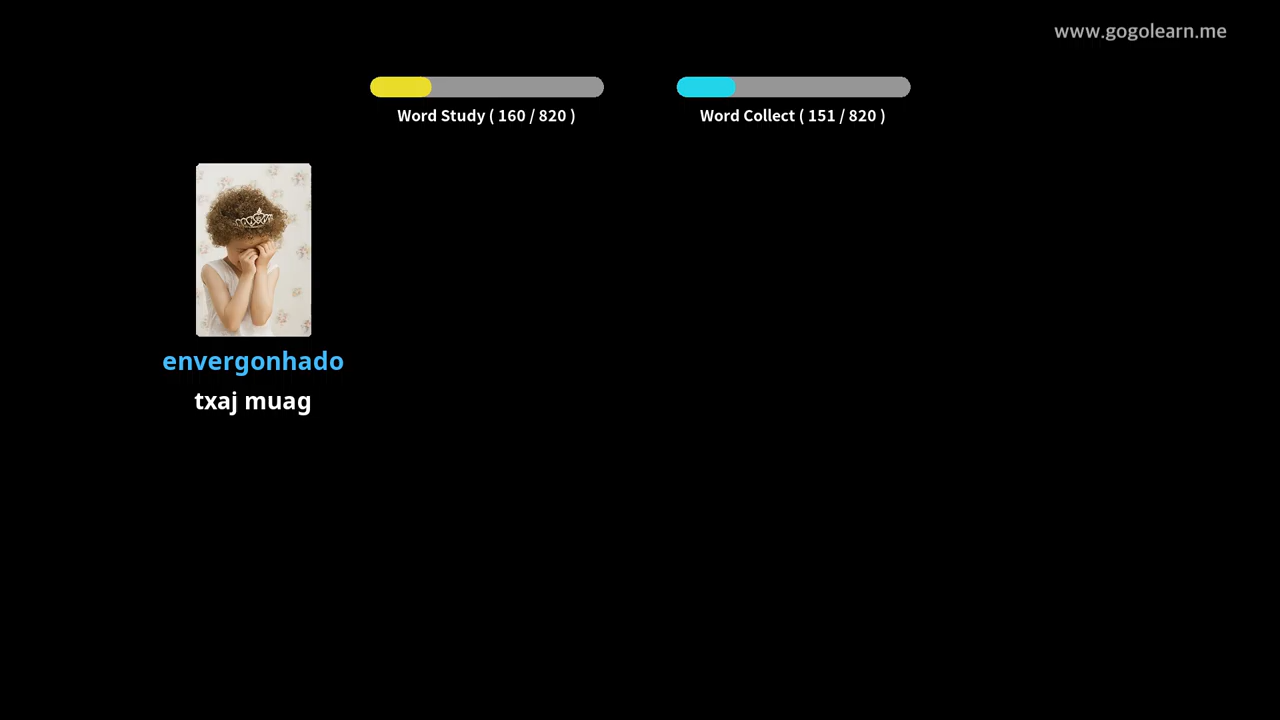 www.gogolearn.me
Word Study ( 160 / 820 )
Word Collect ( 151 / 820 )
envergonhado
txaj muag